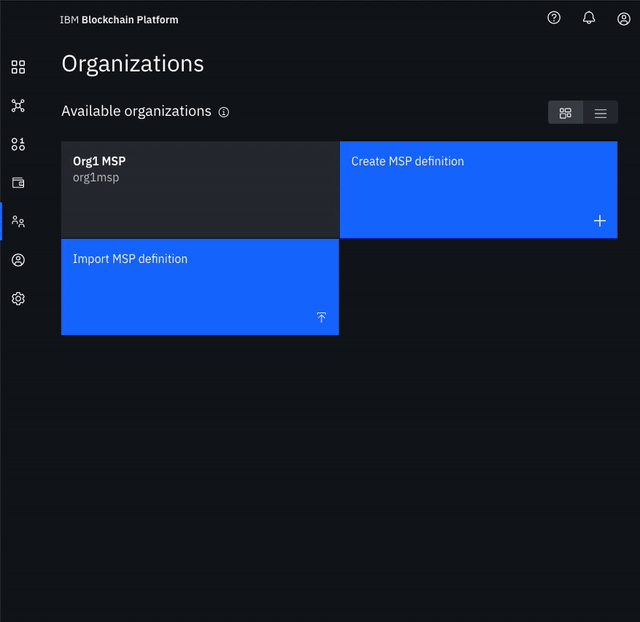 IBM Blockchain Platform
Organizations
Available organizations
Org1 MSP
org1msp
Create MSP definition
Import MSP definition